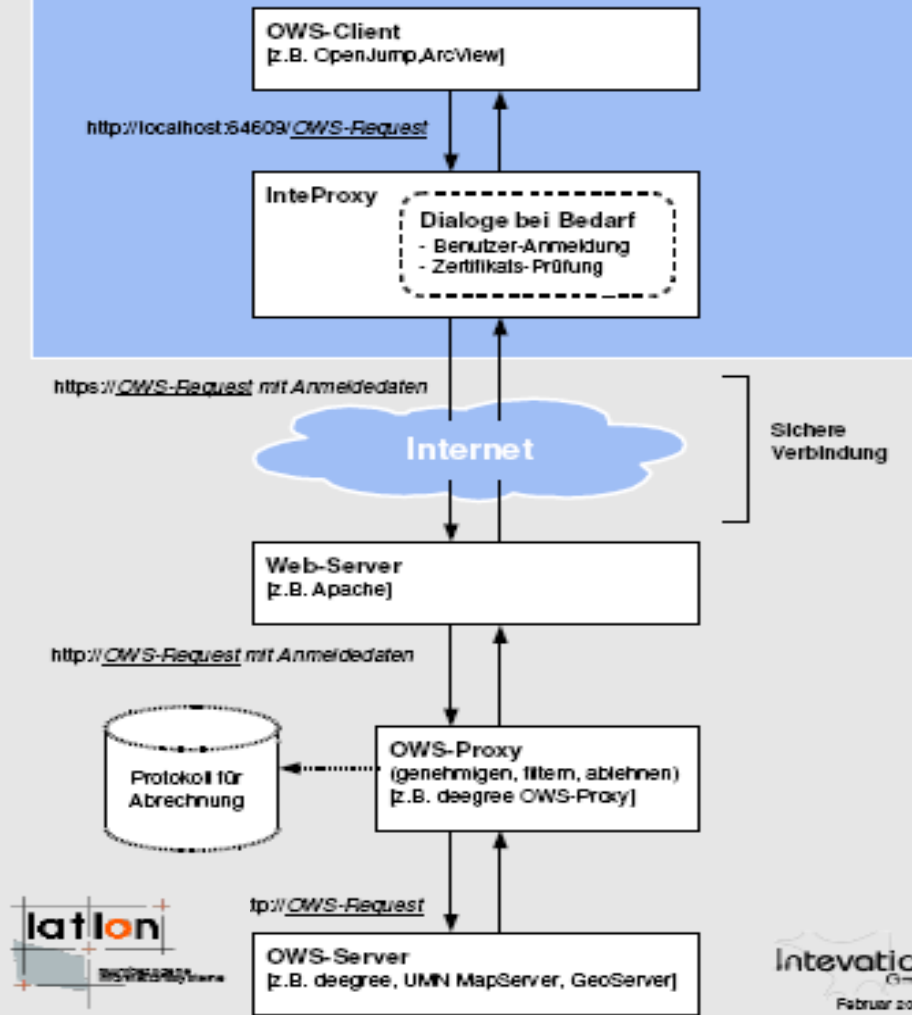 OWS-Client
[z.B. OpenJump,ArcView]
http://localhost:64609/OWS-Request
InteProxy
Dialoge bei Bedarf
- Benutzer-Anmeldung
- Zertifikats-Prüfung
https://OWS-Request mit Anmeldedaten
Internet
Sichere
Verbindung
Web-Server
[z.B. Apache]
http://OWS-Request mit Anmeldedaten
OWS-Proxy
(genehmigen, filtern, ablehnen)
[z.B. deegree OWS-Proxy]
Protokoll für
Abrechnung
tp://OWS-Request
OWS-Server
[z.B. deegree, UMN MapServer, GeoServer]
lat|lon
Intevatio
Februar 20